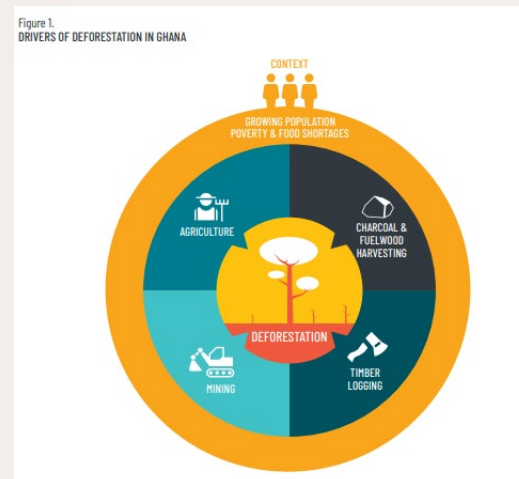 Figure 1.
DRIVERS OF DEFORESTATION IN GHANA
CONTEXT
GROWING POPULATION
POVERTY & FOOD SHORTAGES
AGRICULTURE
CHARCOAL &
FUELWOOD
HARVESTING
DEFORESTATION
MINING
TIMBER
LOGGING